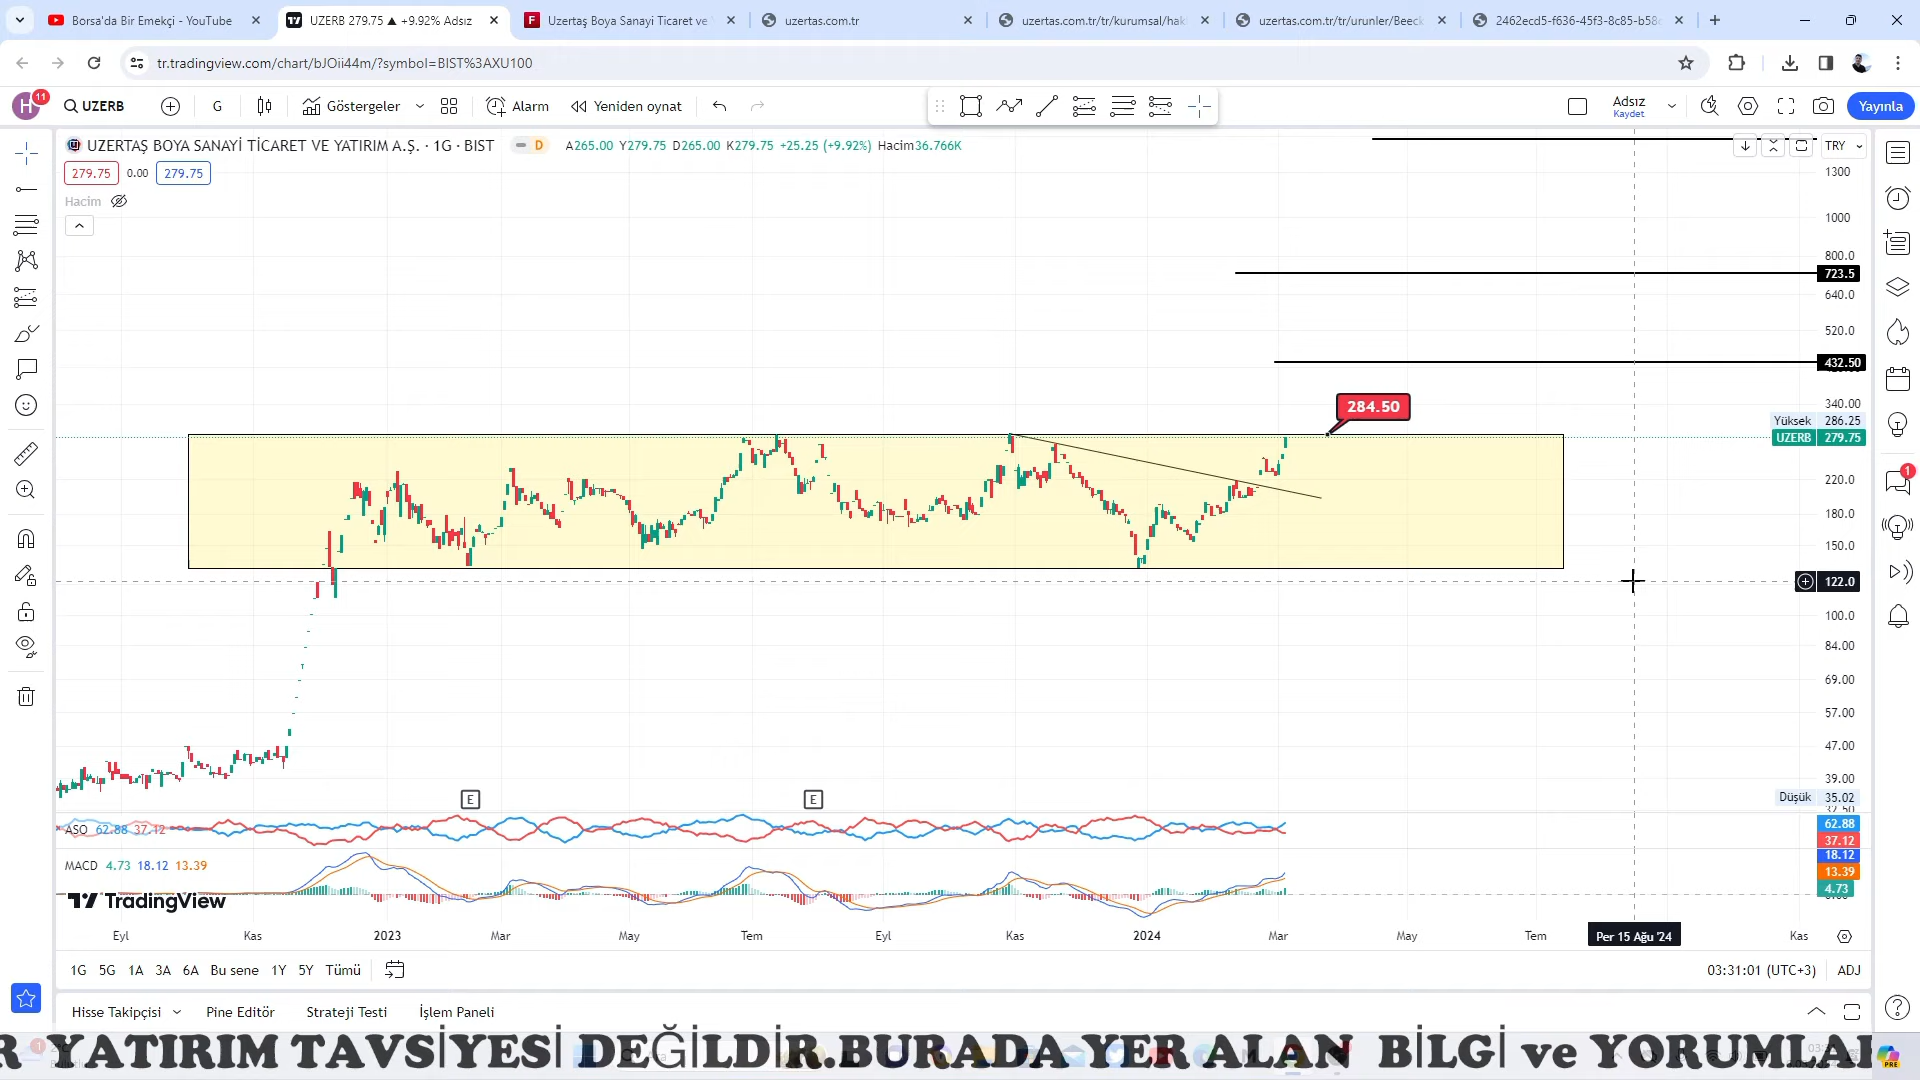 Borsa'da Bir Emekçi - YouTube
UZERB 279.75 ▲ +9.92% Adsız
Uzertaş Boya Sanayi Ticaret ve
uzertas.com.tr
uzertas.com.tr/tr/kurumsal/hak
uzertas.com.tr/tr/urunler/Beeck
2462ecd5-f636-45f3-8c85-b58c
tr.tradingview.com/chart/bJOii44m/?symbol=BIST%3AXU100
H
11
UZERB
G
Göstergeler
Alarm
Yeniden oynat
Adsız
Kaydet
Yayınla
UZERTAŞ BOYA SANAYİ TİCARET VE YATIRIM A.Ş. · 1G · BIST
D
A265.00 Y279.75 D265.00 K279.75 +25.25 (+9.92%) Hacim36.766K
TRY
279.75
0.00
279.75
Hacim
1300
1000
800.0
723.5
640.0
520.0
432.50
340.00
284.50
Yüksek 286.25
UZERB 279.75
220.0
180.0
150.0
122.0
100.0
84.00
69.00
57.00
47.00
39.00
Düşük 35.02
32.50
E
E
ASO 62.88 37.12
62.88
37.12
MACD 4.73 18.12 13.39
18.12
13.39
4.73
TradingView
Eyl
Kas
2023
Mar
May
Tem
Eyl
Kas
2024
Mar
May
Tem
Per 15 Ağu '24
Kas
1G 5G 1A 3A 6A Bu sene 1Y 5Y Tümü
03:31:01 (UTC+3)
ADJ
1
Hisse Takipçisi
Pine Editör
Strateji Testi
İşlem Paneli
R YATIRIM TAVSİYESİ DEĞİLDİR.BURADA YER ALAN BİLGİ ve YORUMLAR